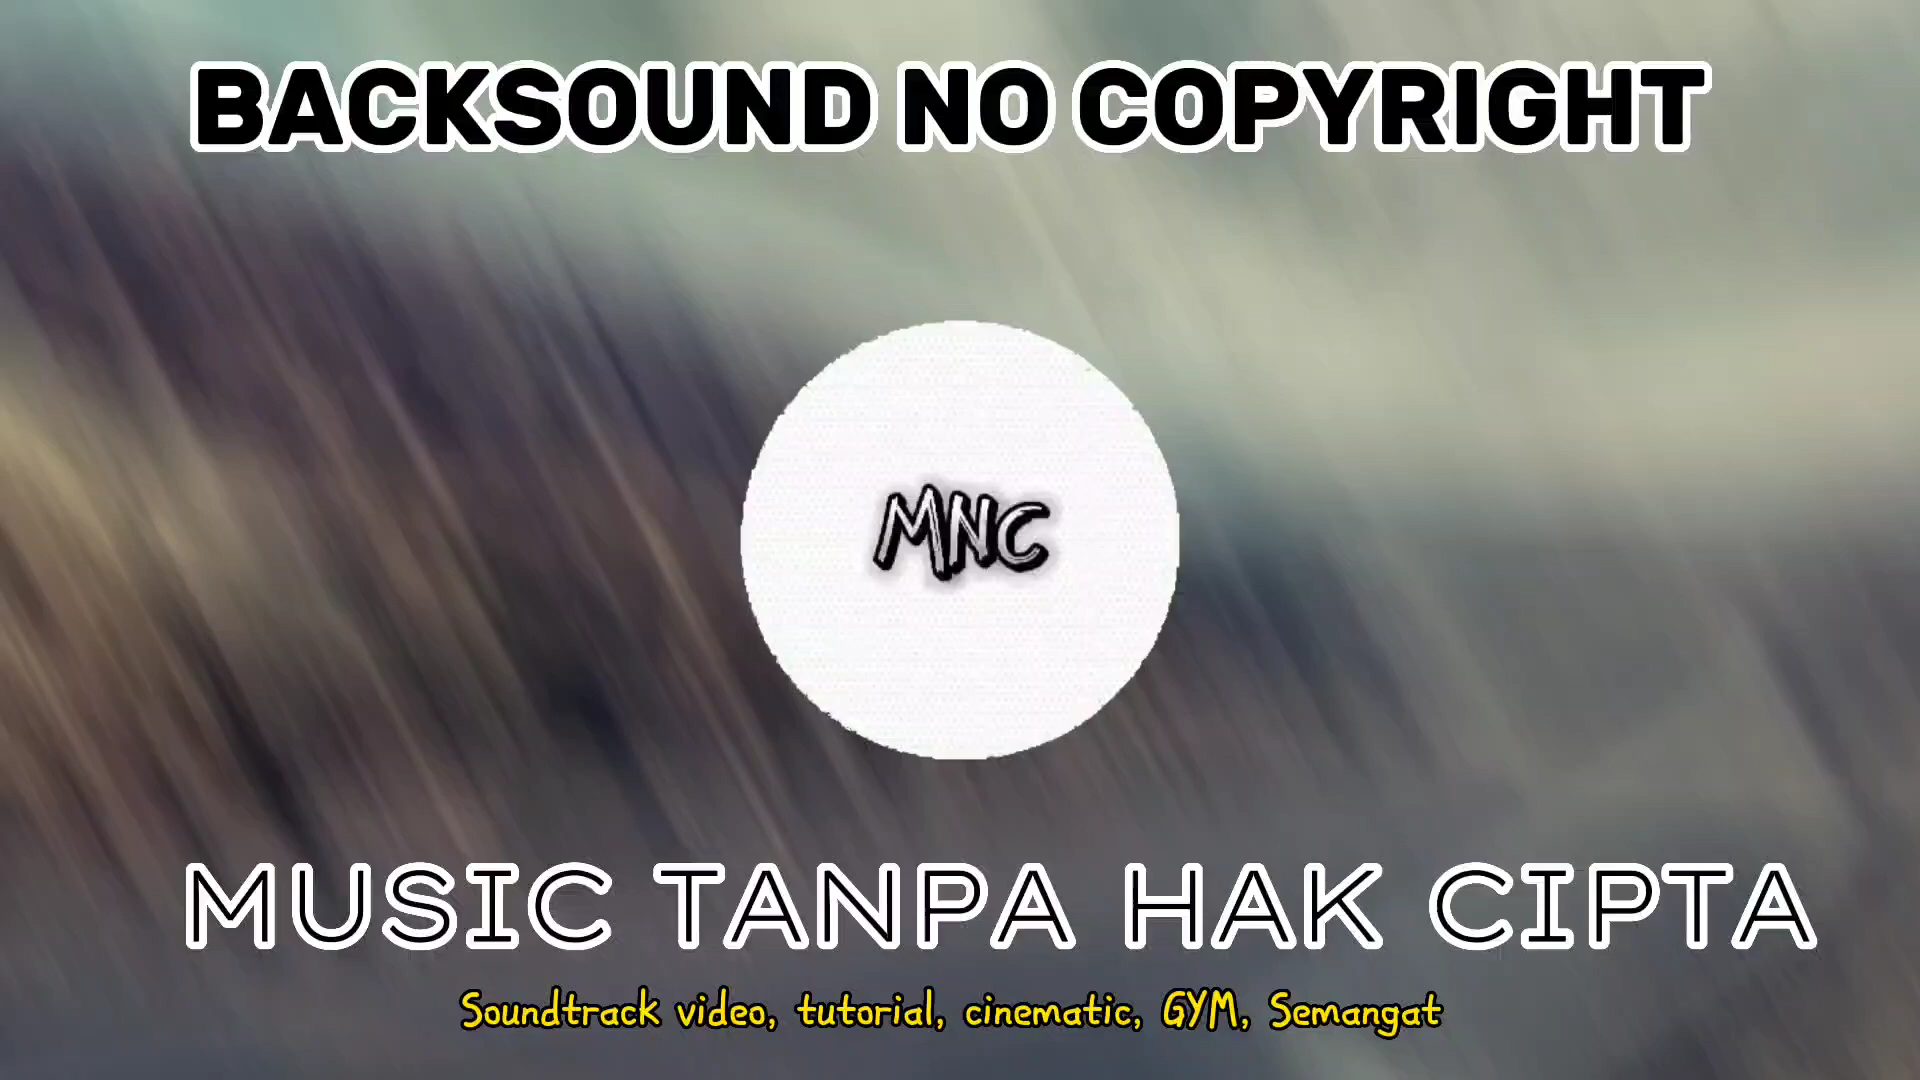 BACKSOUND NO COPYRIGHT
MNC
MUSIC TANPA HAK CIPTA
Soundtrack video, tutorial, cinematic, GYM, Semangat